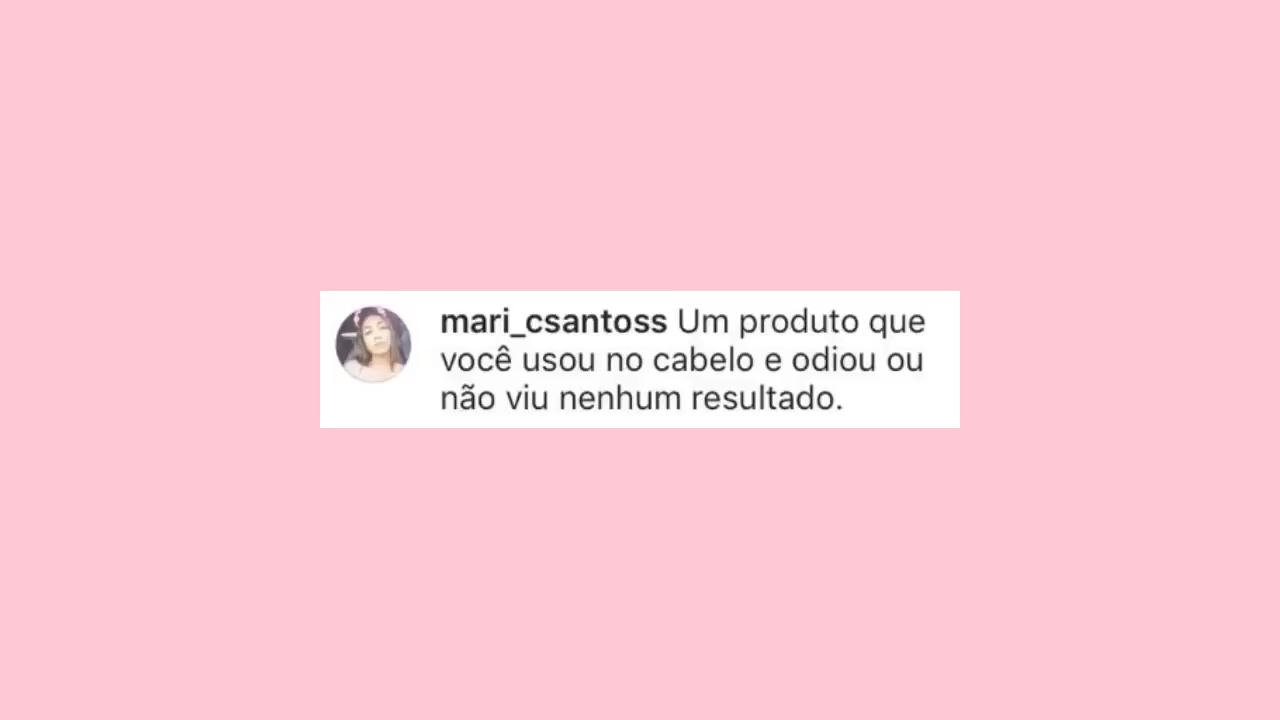 mari_csantoss Um produto que
você usou no cabelo e odiou ou
não viu nenhum resultado.